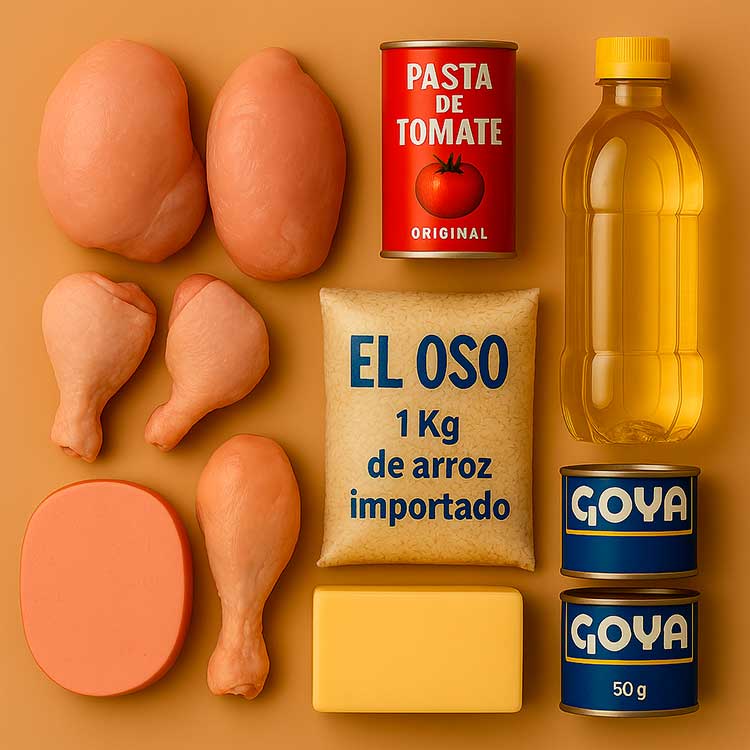 PASTA
DE
TOMATE
ORIGINAL
EL OSO
1 Kg
de arroz
importado
GOYA
GOYA
50 g